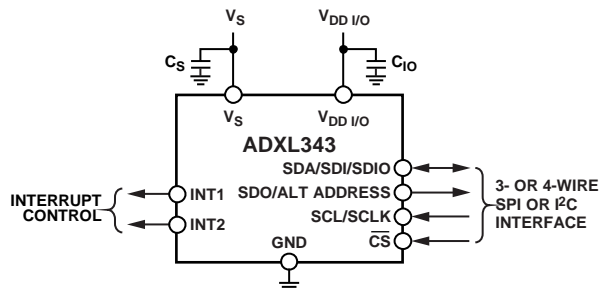 VS
VDD I/O
CS
CIO
VS
VDD I/O
ADXL343
SDA/SDI/SDIO
SDO/ALT ADDRESS
SCL/SCLK
CS
INT1
INT2
GND
INTERRUPT
CONTROL
3- OR 4-WIRE
SPI OR I2C
INTERFACE